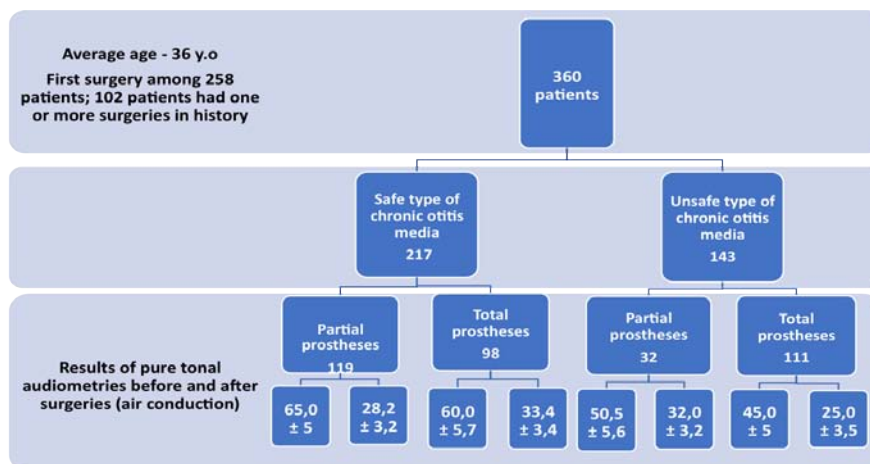 Average age - 36 y.o
First surgery among 258
patients; 102 patients had one
or more surgeries in history
360
patients
Safe type of
chronic otitis
media
217
Unsafe type of
chronic otitis
media
143
Results of pure tonal
audiometries before and after
surgeries (air conduction)
Partial
prostheses
119
Total
prostheses
98
Partial
prostheses
32
Total
prostheses
111
65,0
± 5
28,2
± 3,2
60,0
± 5,7
33,4
± 3,4
50,5
± 5,6
32,0
± 3,2
45,0
± 5
25,0
± 3,5